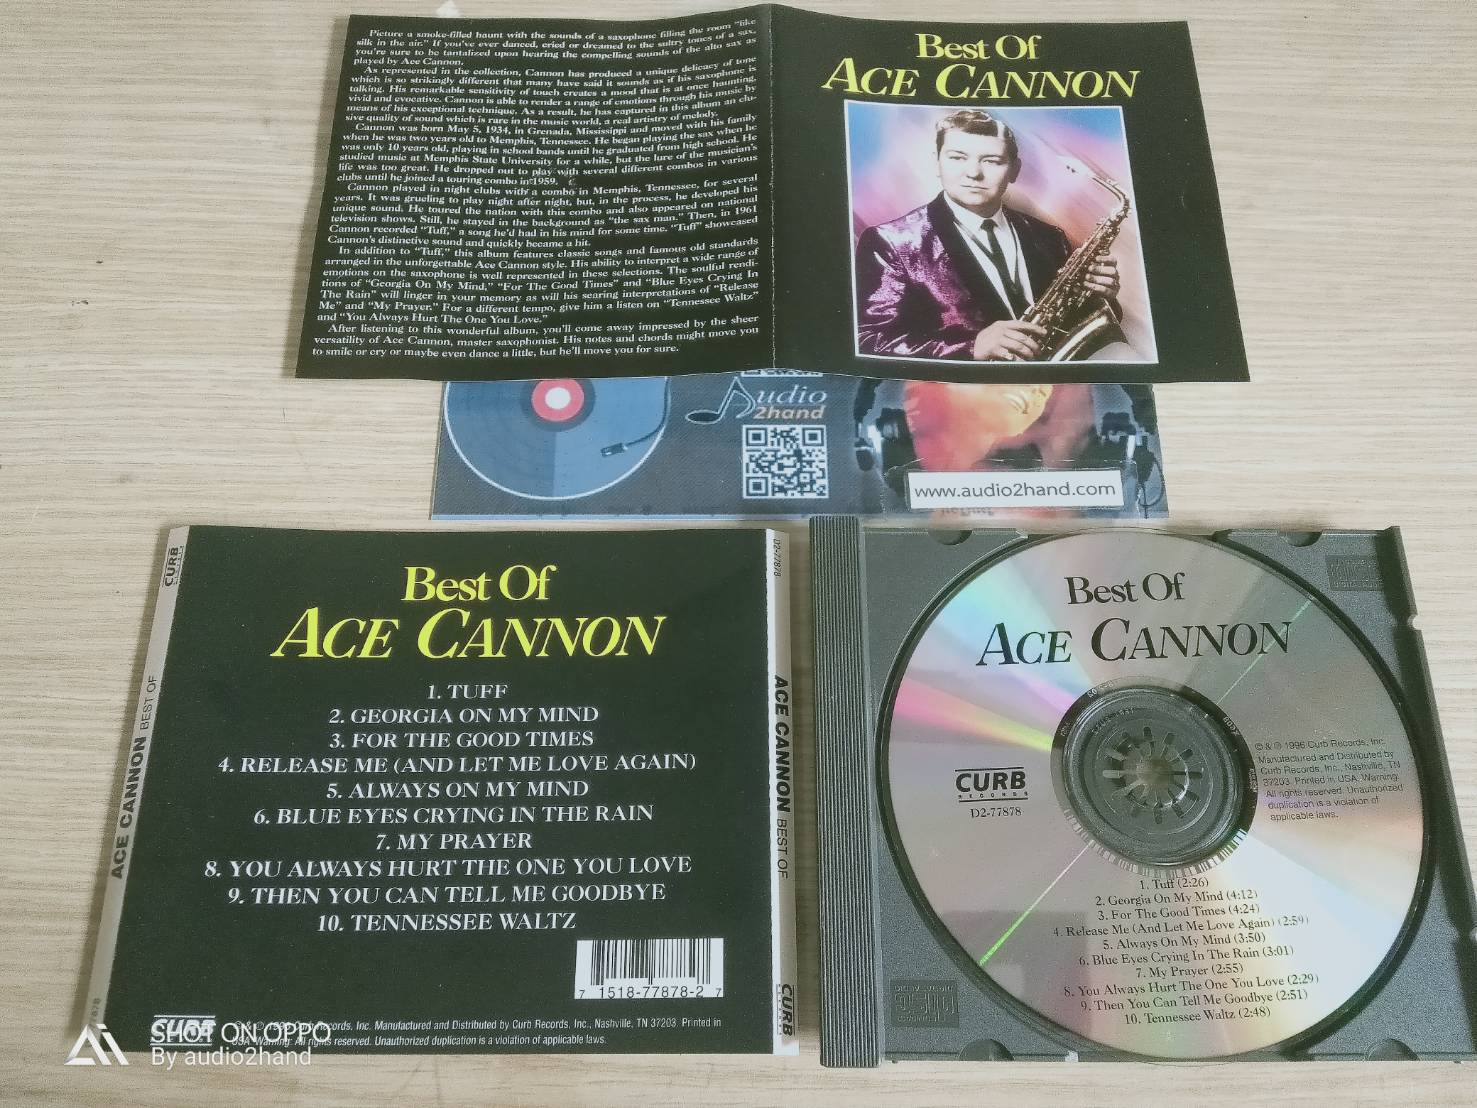 Picture a smoke-filled haunt with the sounds of a saxophone filling the room "like
silk in the air." If you've ever danced, cried or dreamed to the sultry tones of a sax,
you're sure to be tantalized upon hearing the compelling sounds of the alto sax as
played by Ace Cannon.
As represented in the collection, Cannon has produced a unique delicacy of tone
which is so strikingly different that many have said it sounds as if his saxophone is
talking. His remarkable sensitivity of touch creates a mood that is at once haunting,
vivid and evocative. Cannon is able to render a range of emotions through his music by
means of his exceptional technique. As a result, he has captured in this album an elu-
sive quality of sound which is rare in the music world, a real artistry of melody.
Cannon was born May 5, 1934, in Grenada, Mississippi and moved with his family
when he was two years old to Memphis, Tennessee. He began playing the sax when he
was only 10 years old, playing in school bands until he graduated from high school. He
studied music at Memphis State University for a while, but the lure of the musician's
life was too great. He dropped out to play with several different combos in various
clubs until he joined a touring combo in 1959.
Cannon played in night clubs with a combo in Memphis, Tennessee, for several
years. It was grueling to play night after night, but, in the process, he developed his
unique sound. He toured the nation with this combo and also appeared on national
television shows. Still, he stayed in the background as "the sax man." Then, in 1961
Cannon recorded "Tuff," a song he'd had in his mind for some time. "Tuff" showcased
Cannon's distinctive sound and quickly became a hit.
In addition to "Tuff," this album features classic songs and famous old standards
arranged in the unforgettable Ace Cannon style. His ability to interpret a wide range of
emotions on the saxophone is well represented in these selections. The soulful rendi-
tions of "Georgia On My Mind," "For The Good Times" and "Blue Eyes Crying In
The Rain" will linger in your memory as will his searing interpretations of "Release
Me" and "My Prayer." For a different tempo, give him a listen on "Tennessee Waltz"
and "You Always Hurt The One You Love."
After listening to this wonderful album, you'll come away impressed by the sheer
versatility of Ace Cannon, master saxophonist. His notes and chords might move you
to smile or cry or maybe even dance a little, but he'll move you for sure.
Best Of
ACE CANNON
Audio
2hand
www.audio2hand.com
CURB
ACE CANNON BEST OF
Best Of
ACE CANNON
1. TUFF
2. GEORGIA ON MY MIND
3. FOR THE GOOD TIMES
4. RELEASE ME (AND LET ME LOVE AGAIN)
5. ALWAYS ON MY MIND
6. BLUE EYES CRYING IN THE RAIN
7. MY PRAYER
8. YOU ALWAYS HURT THE ONE YOU LOVE
9. THEN YOU CAN TELL ME GOODBYE
10. TENNESSEE WALTZ
7 1518-77878-2 7
© & ℗ 1996 Curb Records, Inc. Manufactured and Distributed by Curb Records, Inc., Nashville, TN 37203. Printed in
USA. Warning: All rights reserved. Unauthorized duplication is a violation of applicable laws.
D2-77878
ACE CANNON BEST OF
CURB
Best Of
ACE CANNON
CURB
RECORDS
D2-77878
© & ℗ 1996 Curb Records, Inc.
Manufactured and Distributed by
Curb Records, Inc., Nashville, TN
37203. Printed in USA. Warning:
All rights reserved. Unauthorized
duplication is a violation of
applicable laws.
1. Tuff (2:26)
2. Georgia On My Mind (4:12)
3. For The Good Times (4:24)
4. Release Me (And Let Me Love Again) (2:59)
5. Always On My Mind (3:50)
6. Blue Eyes Crying In The Rain (3:01)
7. My Prayer (2:55)
8. You Always Hurt The One You Love (2:29)
9. Then You Can Tell Me Goodbye (2:51)
10. Tennessee Waltz (2:48)
SHOT ON OPPO
By audio2hand